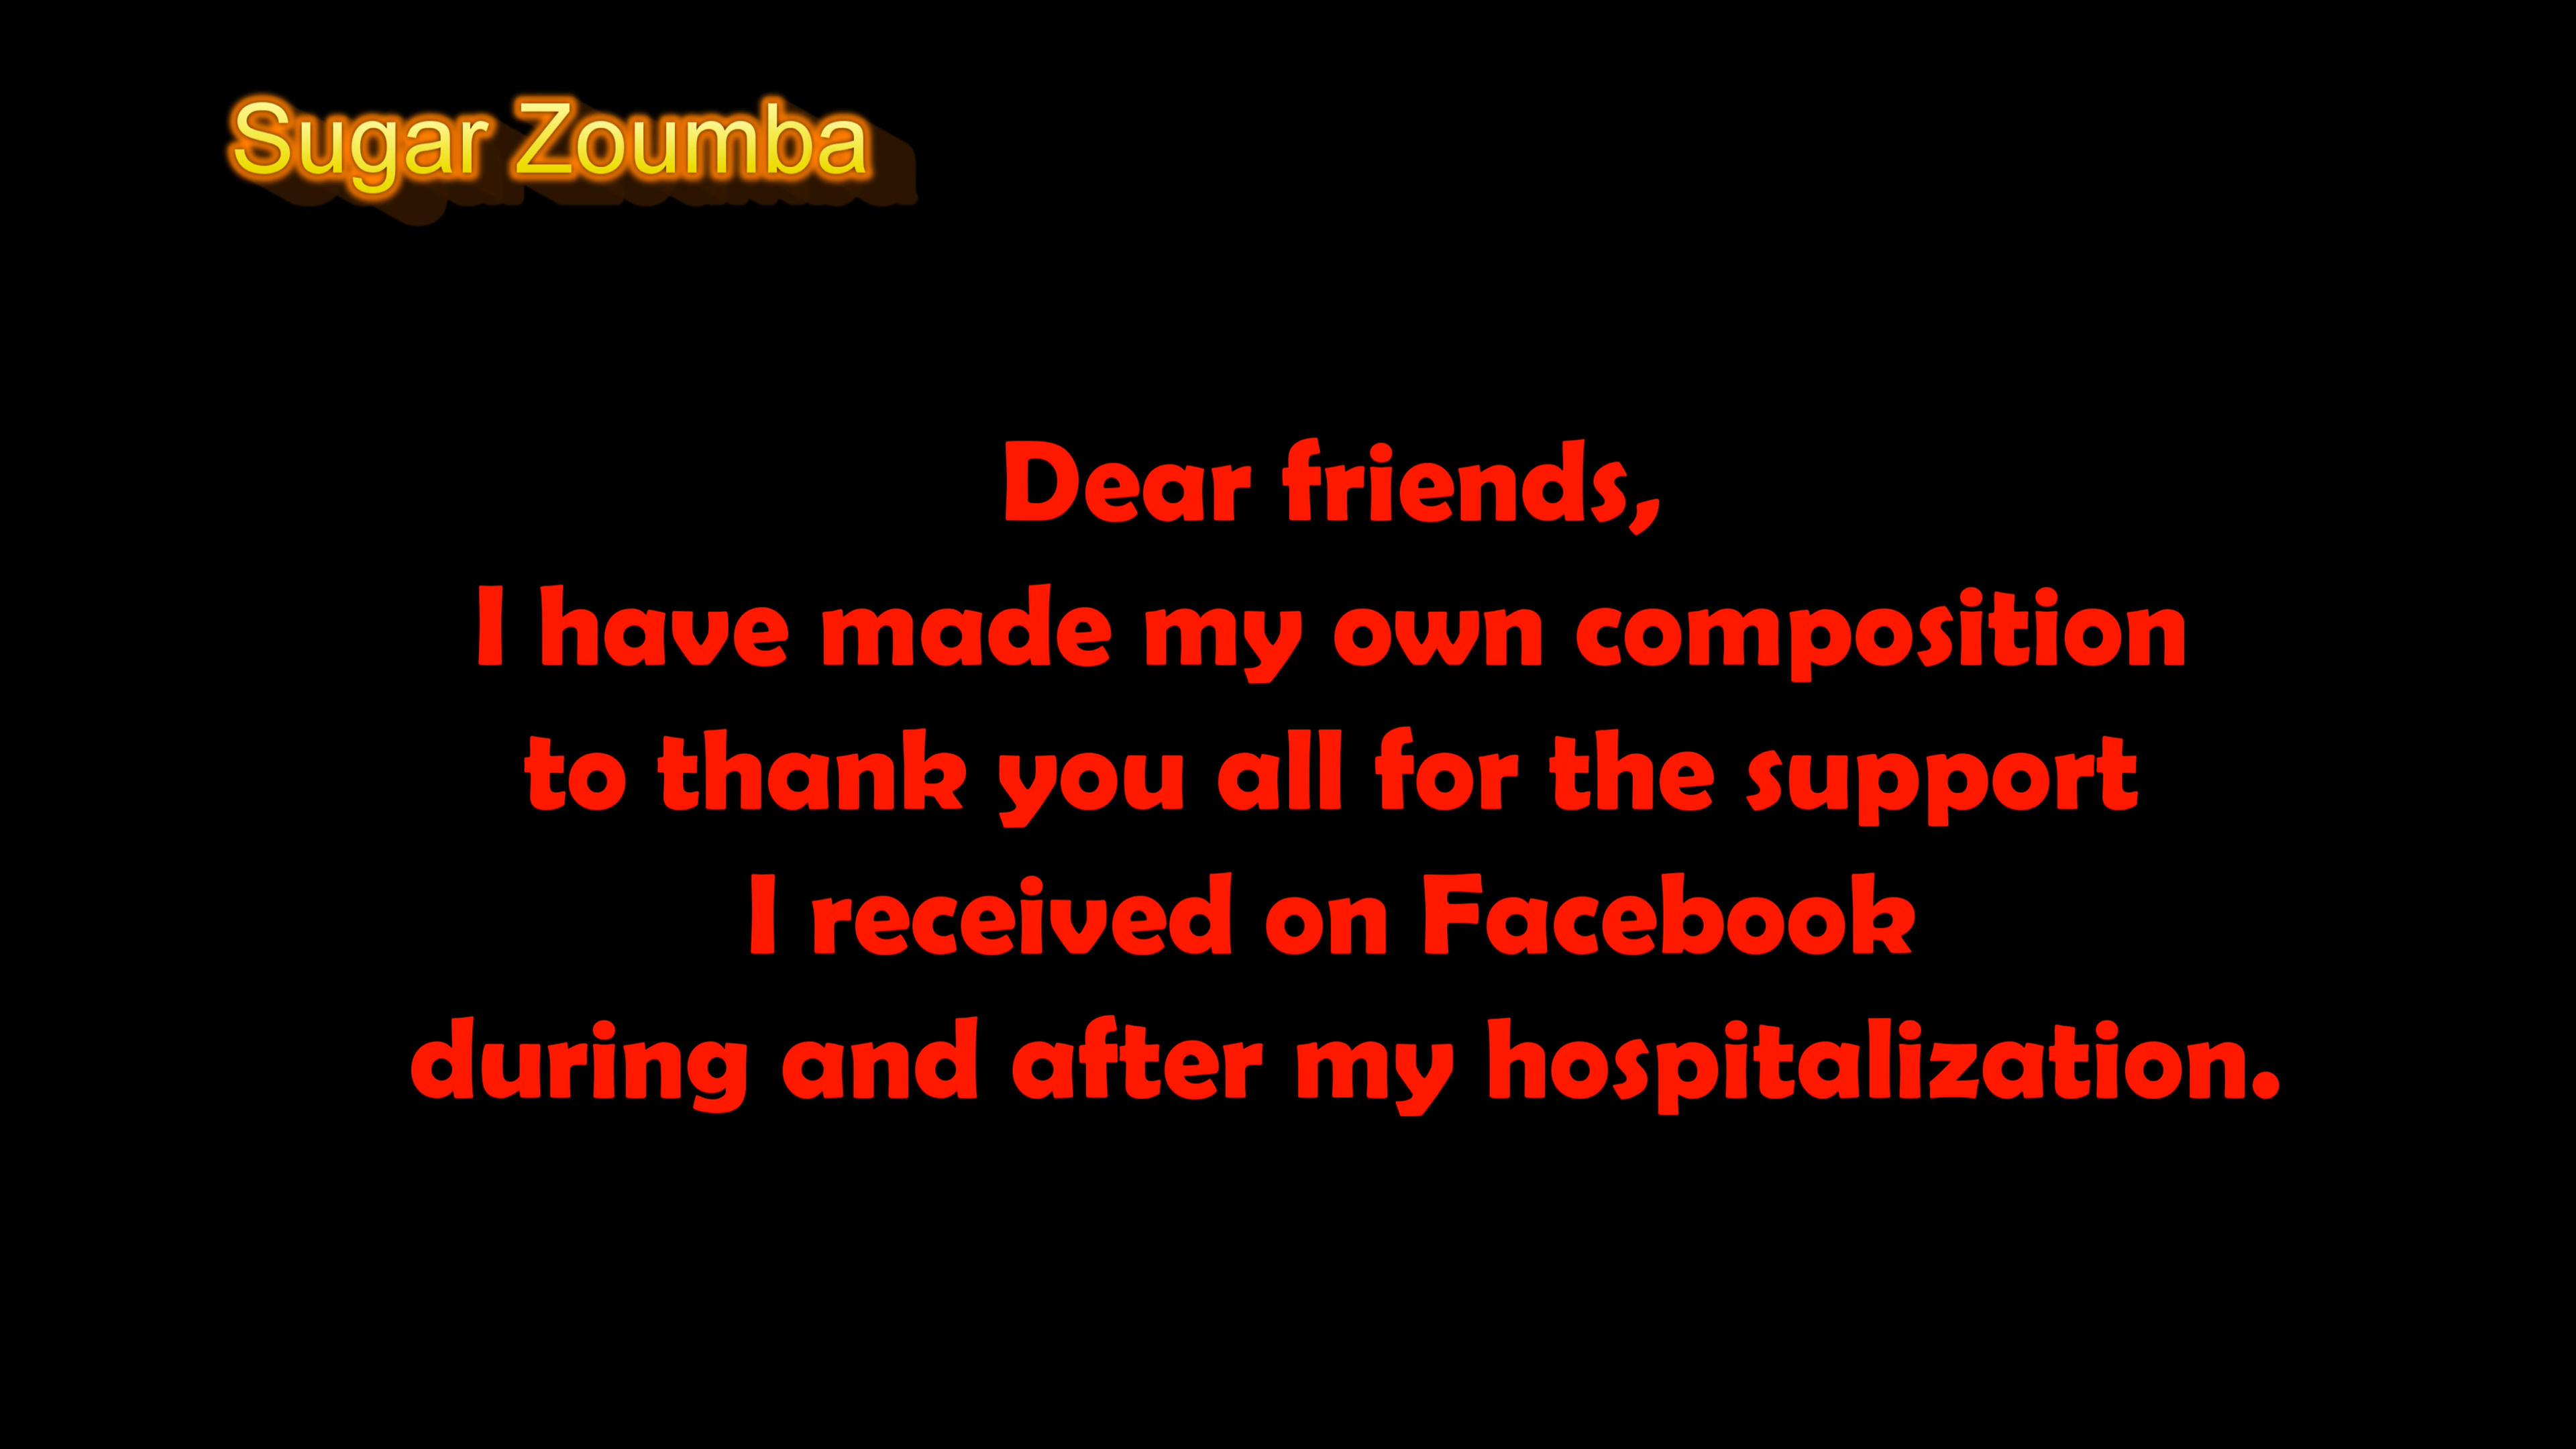 Sugar Zoumba
Dear friends,
I have made my own composition
to thank you all for the support
I received on Facebook
during and after my hospitalization.